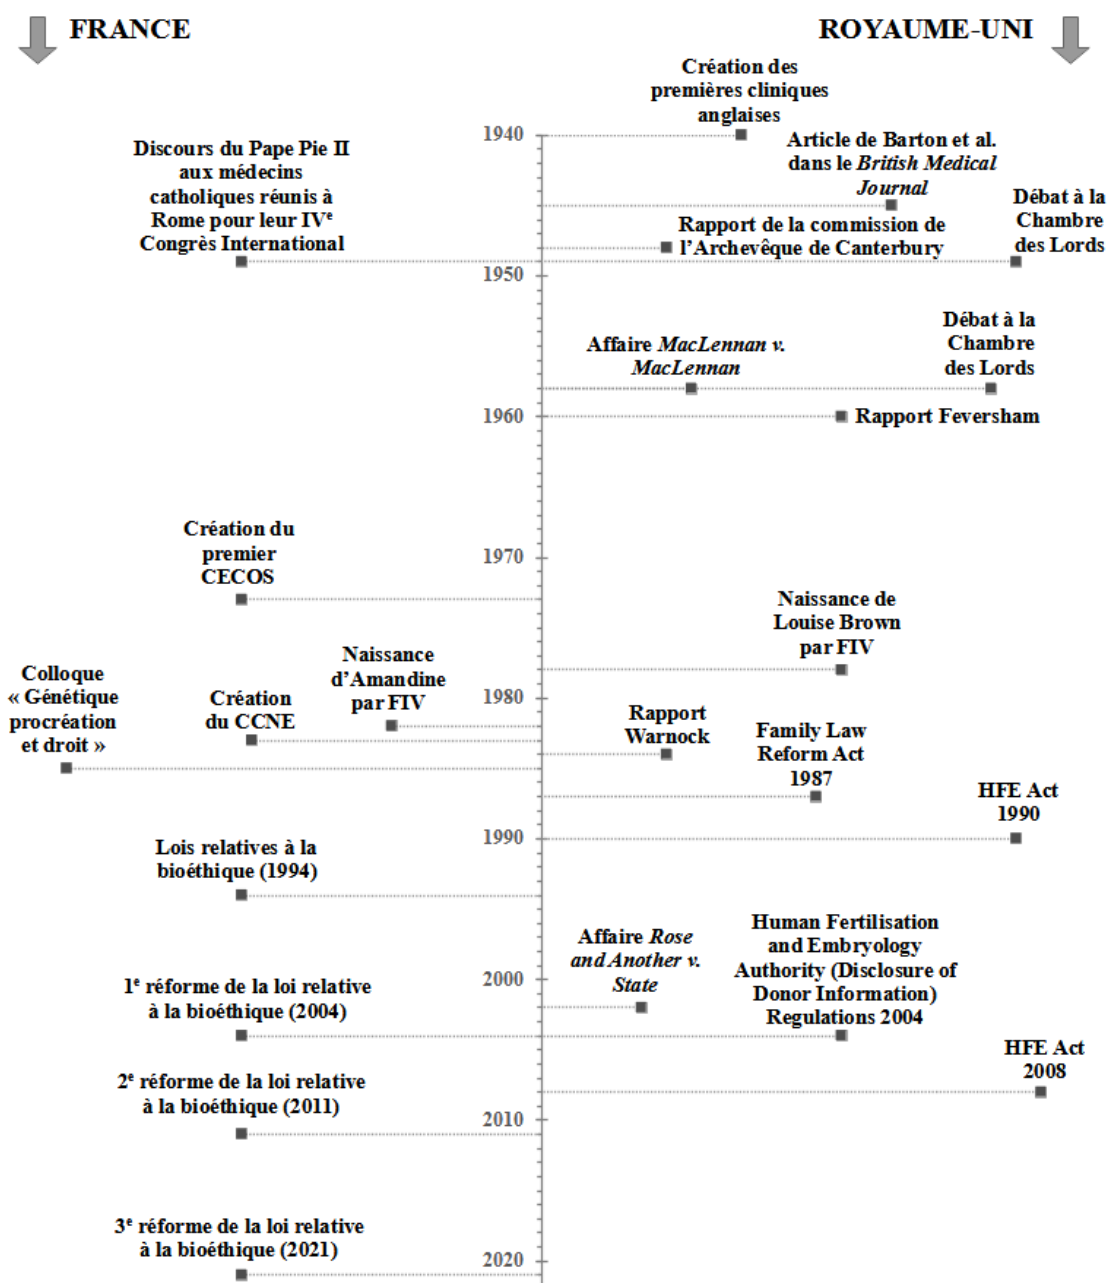 FRANCE
ROYAUME-UNI
Création des
premières cliniques
anglaises
1940
Article de Barton et al.
dans le British Medical
Journal
Discours du Pape Pie II
aux médecins
catholiques réunis à
Rome pour leur IVe
Congrès International
Rapport de la commission de
l'Archevêque de Canterbury
Débat à la
Chambre
des Lords
1950
Affaire MacLennan v.
MacLennan
Débat à la
Chambre
des Lords
1960
Rapport Feversham
Création du
premier
CECOS
1970
Naissance de
Louise Brown
par FIV
Colloque
« Génétique
procréation
et droit »
Création
du CCNE
Naissance
d'Amandine
par FIV
1980
Rapport
Warnock
Family Law
Reform Act
1987
HFE Act
1990
1990
Lois relatives à la
bioéthique (1994)
Affaire Rose
and Another v.
State
Human Fertilisation
and Embryology
Authority (Disclosure of
Donor Information)
Regulations 2004
2000
1e réforme de la loi relative
à la bioéthique (2004)
HFE Act
2008
2e réforme de la loi relative
à la bioéthique (2011)
2010
3e réforme de la loi relative
à la bioéthique (2021)
2020